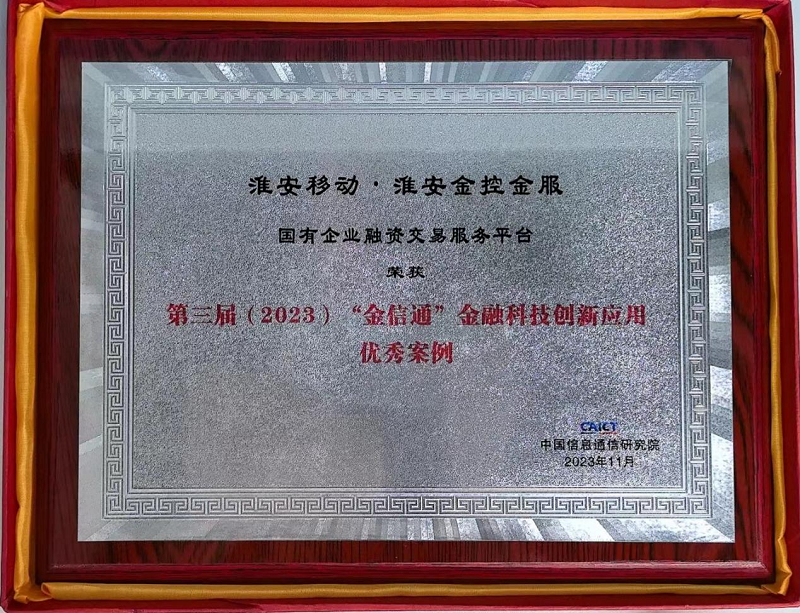 淮安移动·淮安金控金服
国有企业融资交易服务平台
荣获
第三届（2023）“金信通”金融科技创新应用
优秀案例
CAICT
中国信息通信研究院
2023年11月